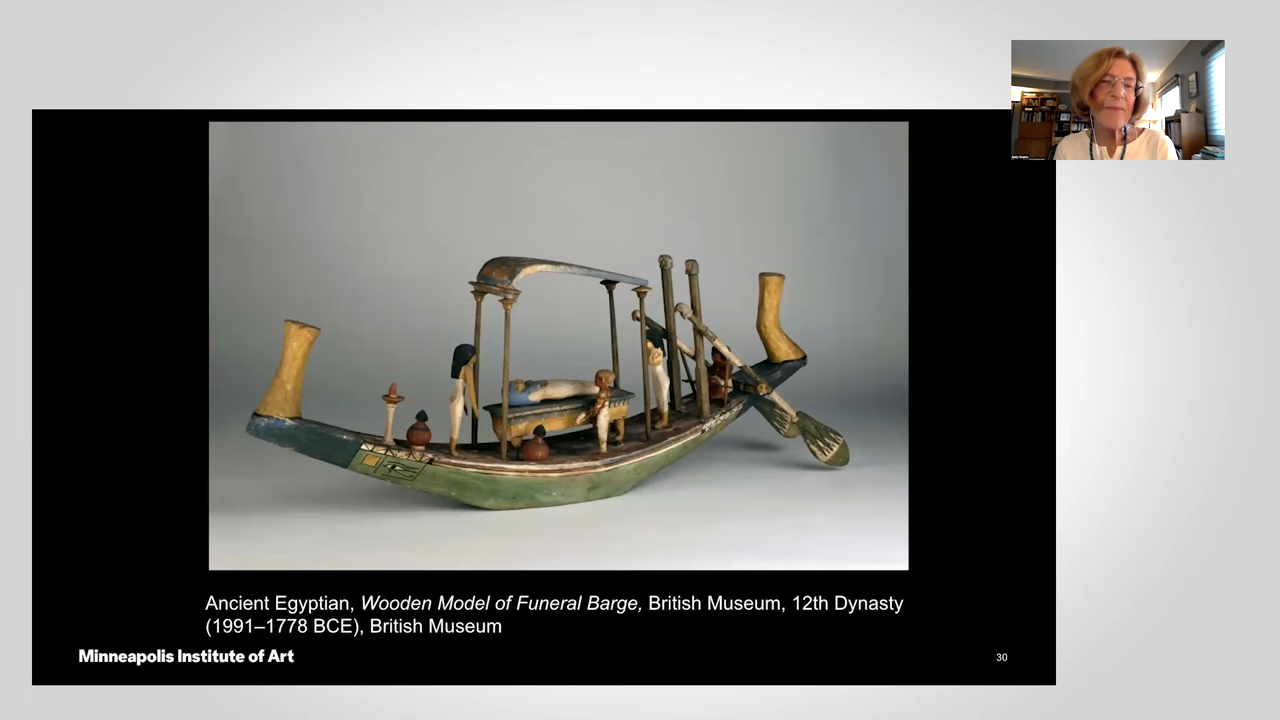 Ancient Egyptian, Wooden Model of Funeral Barge, British Museum, 12th Dynasty
(1991–1778 BCE), British Museum
Minneapolis Institute of Art
30